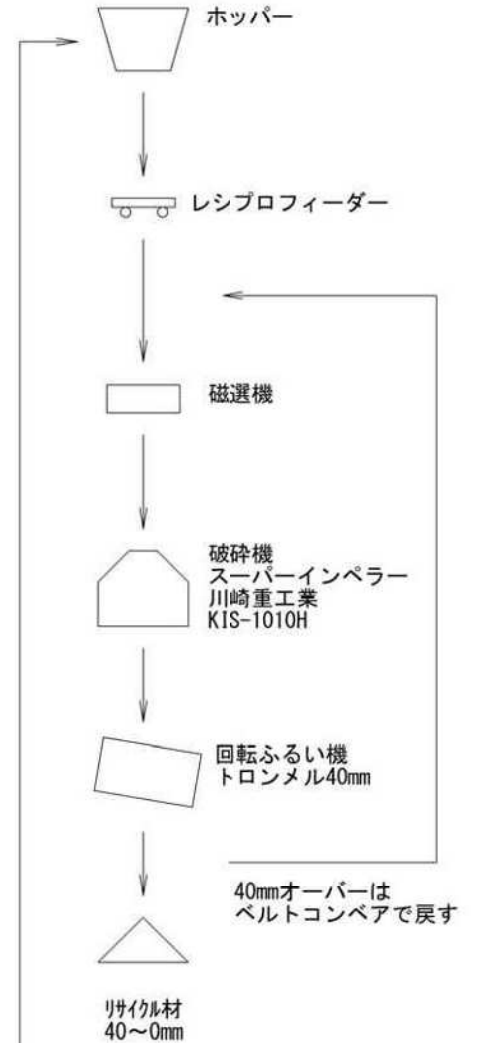 ホッパー
レシプロフィーダー
磁選機
破砕機
スーパーインペラー
川崎重工業
KIS-1010H
回転ふるい機
トロンメル40mm
40mmオーバーは
ベルトコンベアで戻す
ﾘｻｲｸﾙ材
40～0mm